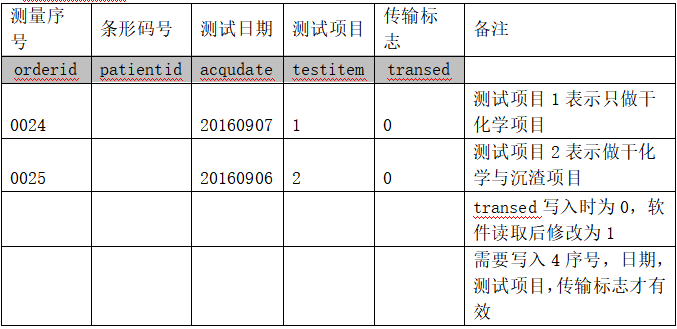 测量序号 条形码号 测试日期 测试项目 传输标志 备注
orderid patientid acqudate testitem transed
0024 20160907 1 0 测试项目 1 表示只做干化学项目
0025 20160906 2 0 测试项目 2 表示做干化学与沉渣项目
transed 写入时为 0，软件读取后修改为 1
需要写入 4 序号，日期，测试项目，传输标志才有效